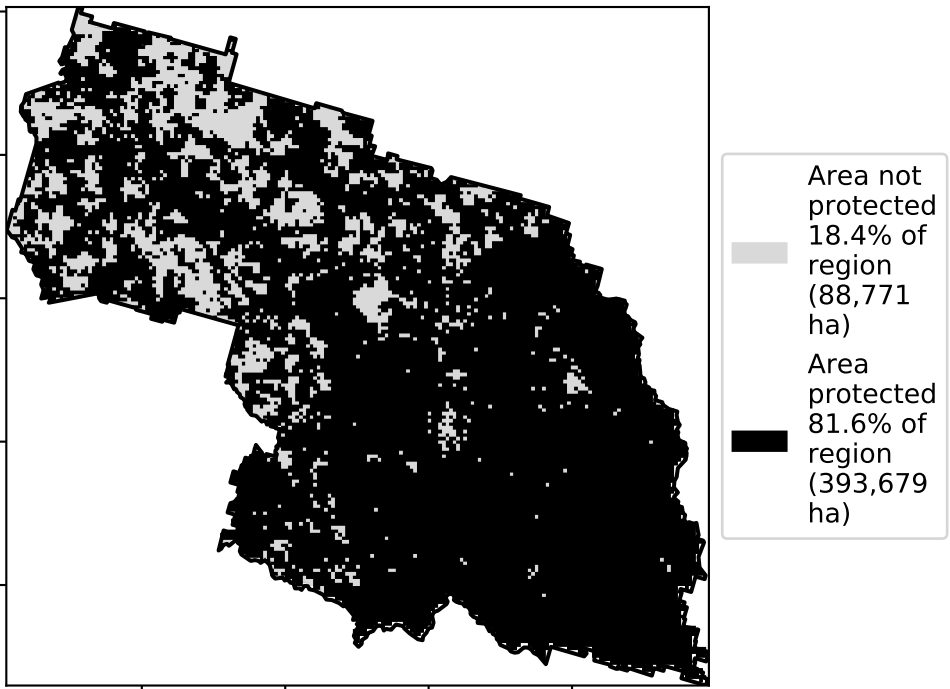 Area not
protected
18.4% of
region
(88,771
ha)
Area
protected
81.6% of
region
(393,679
ha)